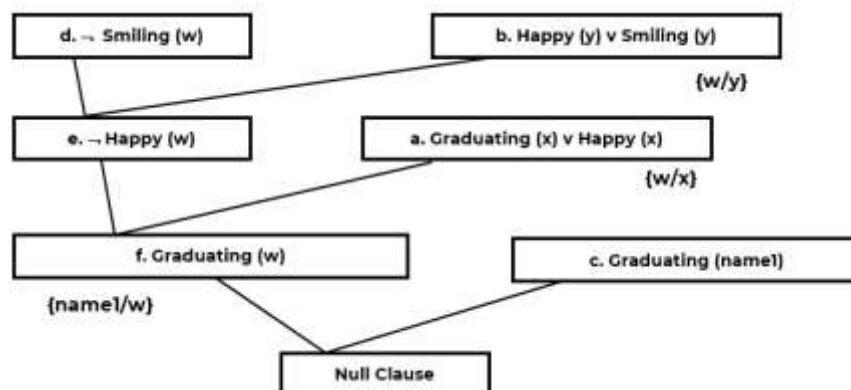 d. ¬ Smiling (w)
b. Happy (y) v Smiling (y)
{w/y}
e. ¬ Happy (w)
a. Graduating (x) v Happy (x)
{w/x}
f. Graduating (w)
c. Graduating (name1)
{name1/w}
Null Clause